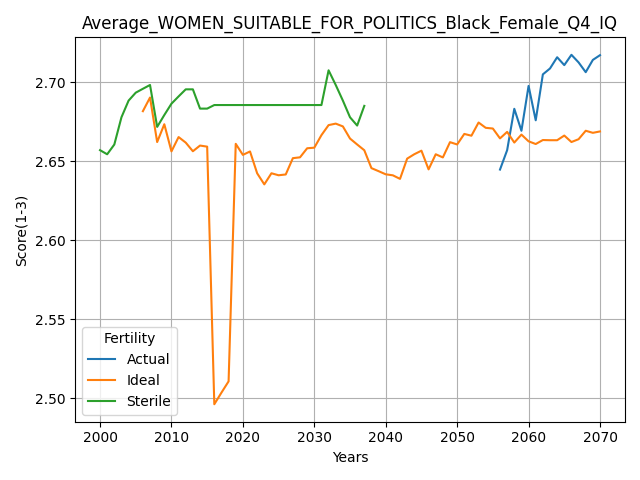 Average_WOMEN_SUITABLE_FOR_POLITICS_Black_Female_Q4_IQ
Score(1-3)
2.70
2.65
2.60
2.55
2.50
Fertility
Actual
Ideal
Sterile
2000 2010 2020 2030 2040 2050 2060 2070
Years